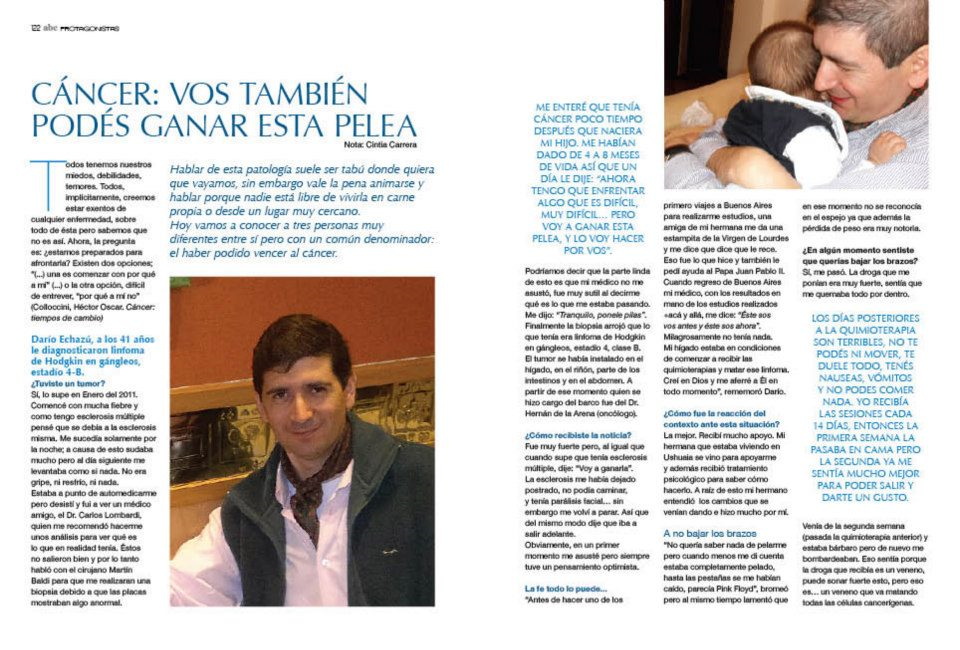 122 abc PROTAGONISTAS
CÁNCER: VOS TAMBIÉN
PODÉS GANAR ESTA PELEA
Nota: Cintia Carrera
Todos tenemos nuestros
miedos, debilidades,
temores. Todos,
implícitamente, creemos
estar exentos de
cualquier enfermedad, sobre
todo de ésta pero sabemos que
no es así. Ahora, la pregunta
es: ¿estamos preparados para
afrontarla? Existen dos opciones;
"(...) una es comenzar con por qué
a mí" (...) o la otra opción, difícil
de entrever, "por qué a mí no"
(Colloccini, Héctor Oscar. Cáncer:
tiempos de cambio)
Darío Echazú, a los 41 años
le diagnosticaron linfoma
de Hodgkin en gángleos,
estadío 4-B.
¿Tuviste un tumor?
Sí, lo supe en Enero del 2011.
Comencé con mucha fiebre y
como tengo esclerosis múltiple
pensé que se debía a la esclerosis
misma. Me sucedía solamente por
la noche; a causa de esto sudaba
mucho pero al día siguiente me
levantaba como si nada. No era
gripe, ni resfrío, ni nada.
Estaba a punto de automedicarme
pero desistí y fui a ver un médico
amigo, el Dr. Carlos Lombardi,
quien me recomendó hacerme
unos análisis para ver qué es
lo que en realidad tenía. Éstos
no salieron bien y por lo tanto
habló con el cirujano Martín
Baldi para que me realizaran una
biopsia debido a que las placas
mostraban algo anormal.
Hablar de esta patología suele ser tabú donde quiera
que vayamos, sin embargo vale la pena animarse y
hablar porque nadie está libre de vivirla en carne
propia o desde un lugar muy cercano.
Hoy vamos a conocer a tres personas muy
diferentes entre sí pero con un común denominador:
el haber podido vencer al cáncer.
ME ENTERÉ QUE TENÍA
CÁNCER POCO TIEMPO
DESPUÉS QUE NACIERA
MI HIJO. ME HABÍAN
DADO DE 4 A 8 MESES
DE VIDA ASÍ QUE UN
DÍA LE DIJE: "AHORA
TENGO QUE ENFRENTAR
ALGO QUE ES DIFÍCIL,
MUY DIFÍCIL... PERO
VOY A GANAR ESTA
PELEA, Y LO VOY HACER
POR VOS".
Podríamos decir que la parte linda
de esto es que mi médico no me
asustó, fue muy sutil al decirme
qué es lo que me estaba pasando.
Me dijo: "Tranquilo, ponele pilas".
Finalmente la biopsia arrojó que lo
que tenía era linfoma de Hodgkin
en gángleos, estadío 4, clase B.
El tumor se había instalado en el
hígado, en el riñón, parte de los
intestinos y en el abdomen. A
partir de ese momento quien se
hizo cargo del barco fue del Dr.
Hernán de la Arena (oncólogo).
¿Cómo recibiste la noticia?
Fue muy fuerte pero, al igual que
cuando supe que tenía esclerosis
múltiple, dije: "Voy a ganarla".
La esclerosis me había dejado
postrado, no podía caminar,
y tenía parálisis facial... sin
embargo me volví a parar. Así que
del mismo modo dije que iba a
salir adelante.
Obviamente, en un primer
momento me asusté pero siempre
tuve un pensamiento optimista.
La fe todo lo puede...
"Antes de hacer uno de los
primero viajes a Buenos Aires
para realizarme estudios, una
amiga de mi hermana me da una
estampita de la Virgen de Lourdes
y me dice que dice que le rece.
Eso fue lo que hice y también le
pedí ayuda al Papa Juan Pablo II.
Cuando regreso de Buenos Aires
mi médico, con los resultados en
mano de los estudios realizados
«acá y allá, me dice: "Éste sos
vos antes y éste sos ahora".
Milagrosamente no tenía nada.
Mi hígado estaba en condiciones
de comenzar a recibir las
quimioterapias y matar ese linfoma.
Creí en Dios y me aferré a Él en
todo momento", rememoró Darío.
¿Cómo fue la reacción del
contexto ante esta situación?
La mejor. Recibí mucho apoyo. Mi
hermana que estaba viviendo en
Ushuaia se vino para apoyarme
y además recibió tratamiento
psicológico para saber cómo
hacerlo. A raíz de esto mi hermano
entendió los cambios que se
venían dando e hizo mucho por mí.
A no bajar los brazos
"No quería saber nada de pelarme
pero cuando menos me di cuenta
estaba completamente pelado,
hasta las pestañas se me habían
caído, parecía Pink Floyd", bromeó
pero al mismo tiempo lamentó que
en ese momento no se reconocía
en el espejo ya que además la
pérdida de peso era muy notoria.
¿En algún momento sentiste
que querías bajar los brazos?
Sí, me pasó. La droga que me
ponían era muy fuerte, sentía que
me quemaba todo por dentro.
LOS DÍAS POSTERIORES
A LA QUIMIOTERAPIA
SON TERRIBLES, NO TE
PODÉS NI MOVER, TE
DUELE TODO, TENÉS
NAUSEAS, VÓMITOS
Y NO PODES COMER
NADA. YO RECIBÍA
LAS SESIONES CADA
14 DÍAS, ENTONCES LA
PRIMERA SEMANA LA
PASABA EN CAMA PERO
LA SEGUNDA YA ME
SENTÍA MUCHO MEJOR
PARA PODER SALIR Y
DARTE UN GUSTO.
Venía de la segunda semana
(pasada la quimioterapia anterior) y
estaba bárbaro pero de nuevo me
bombardeaban. Eso sentía porque
la droga que recibía es un veneno,
puede sonar fuerte esto, pero eso
es... un veneno que va matando
todas las células cancerígenas.